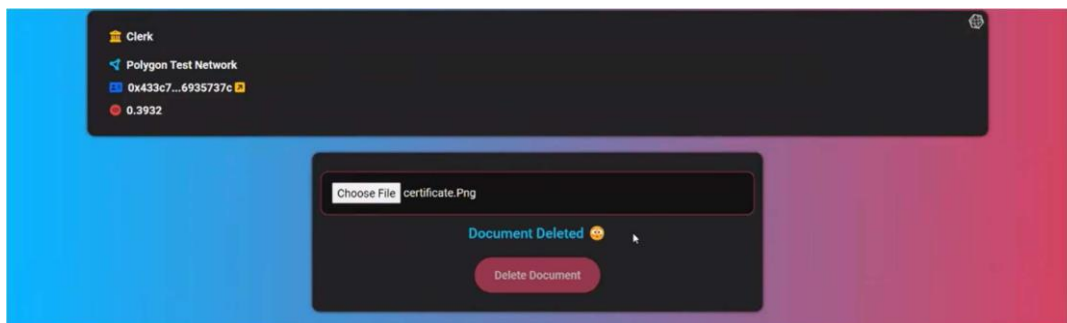 Clerk
Polygon Test Network
0x433c7...6935737c
0.3932
Choose File certificate.Png
Document Deleted 😳
Delete Document